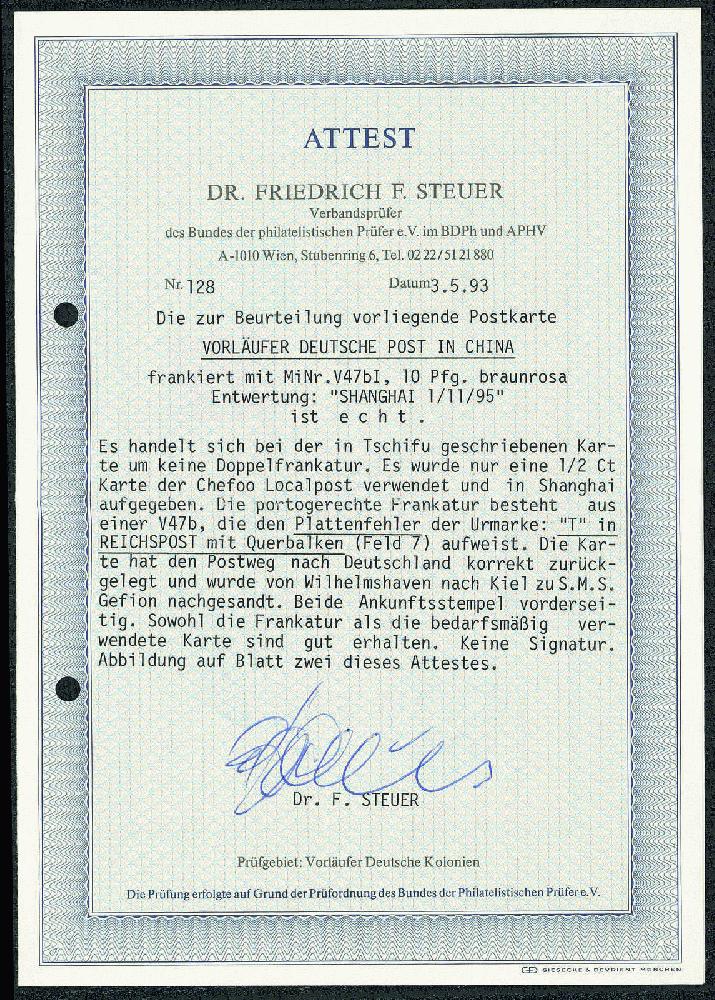 ATTEST
DR. FRIEDRICH F. STEUER
Verbandsprüfer
des Bundes der philatelistischen Prüfer e.V. im BDPh und APHV
A-1010 Wien, Stubenring 6, Tel. 02 22/51 21 880
Nr. 128 Datum 3.5.93
Die zur Beurteilung vorliegende Postkarte
VORLÄUFER DEUTSCHE POST IN CHINA
frankiert mit MiNr.V47bI, 10 Pfg. braunrosa
Entwertung: "SHANGHAI 1/11/95"
ist e c h t .
Es handelt sich bei der in Tschifu geschriebenen Kar-
te um keine Doppelfrankatur. Es wurde nur eine 1/2 Ct
Karte der Chefoo Localpost verwendet und in Shanghai
aufgegeben. Die portogerechte Frankatur besteht aus
einer V47b, die den Plattenfehler der Urmarke: "T" in
REICHSPOST mit Querbalken (Feld 7) aufweist. Die Kar-
te hat den Postweg nach Deutschland korrekt zurück-
gelegt und wurde von Wilhelmshaven nach Kiel zu S.M.S.
Gefion nachgesandt. Beide Ankunftsstempel vordersei-
tig. Sowohl die Frankatur als die bedarfsmäßig ver-
wendete Karte sind gut erhalten. Keine Signatur.
Abbildung auf Blatt zwei dieses Attestes.
Dr. F. STEUER
Prüfgebiet: Vorläufer Deutsche Kolonien
Die Prüfung erfolgte auf Grund der Prüfordnung des Bundes der Philatelistischen Prüfer e.V.
GIESECKE & DEVRIENT MÜNCHEN